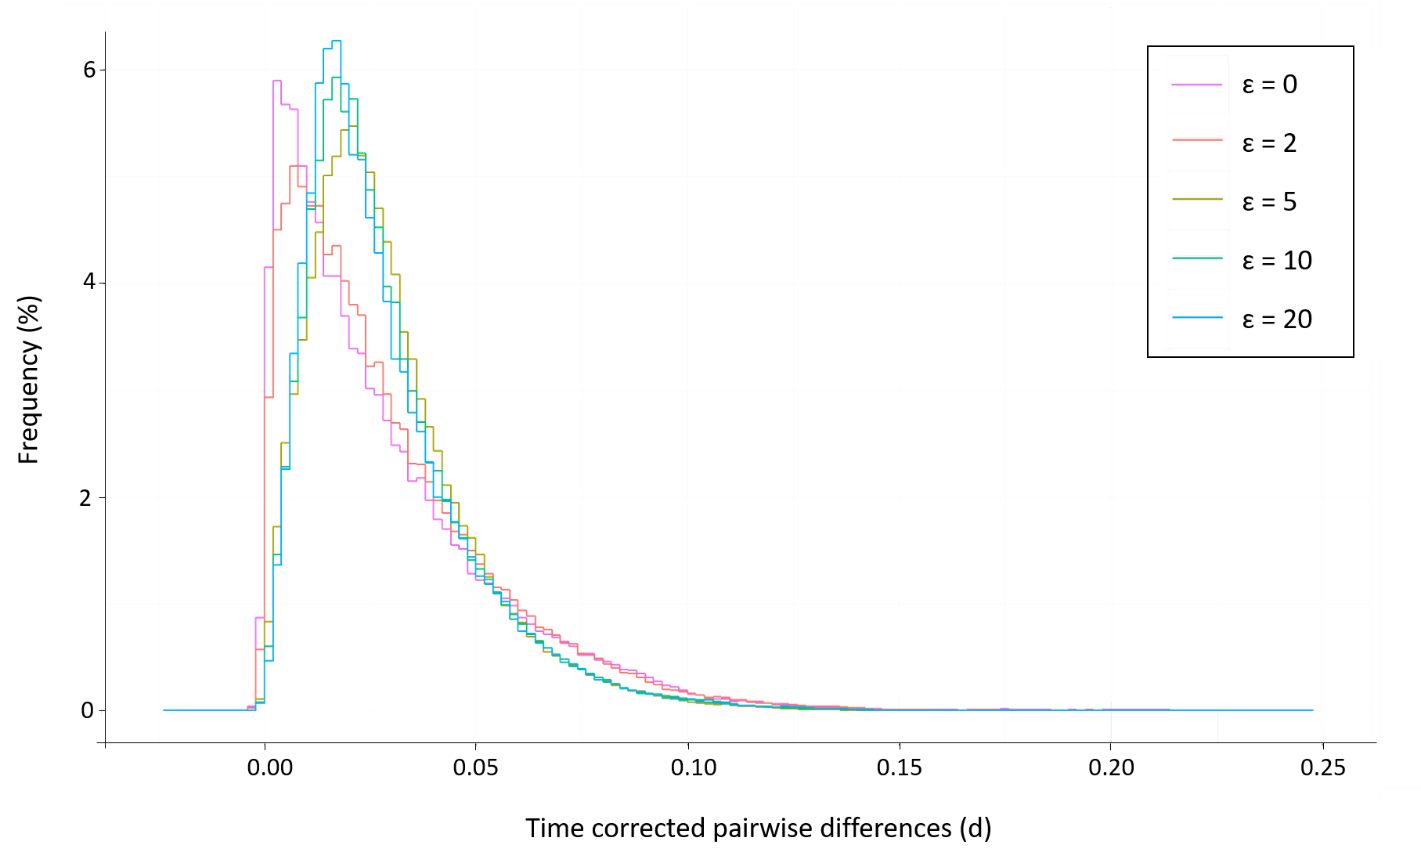 6
4
2
0
Frequency (%)
0.00 0.05 0.10 0.15 0.20 0.25
Time corrected pairwise differences (d)
ε = 0
ε = 2
ε = 5
ε = 10
ε = 20